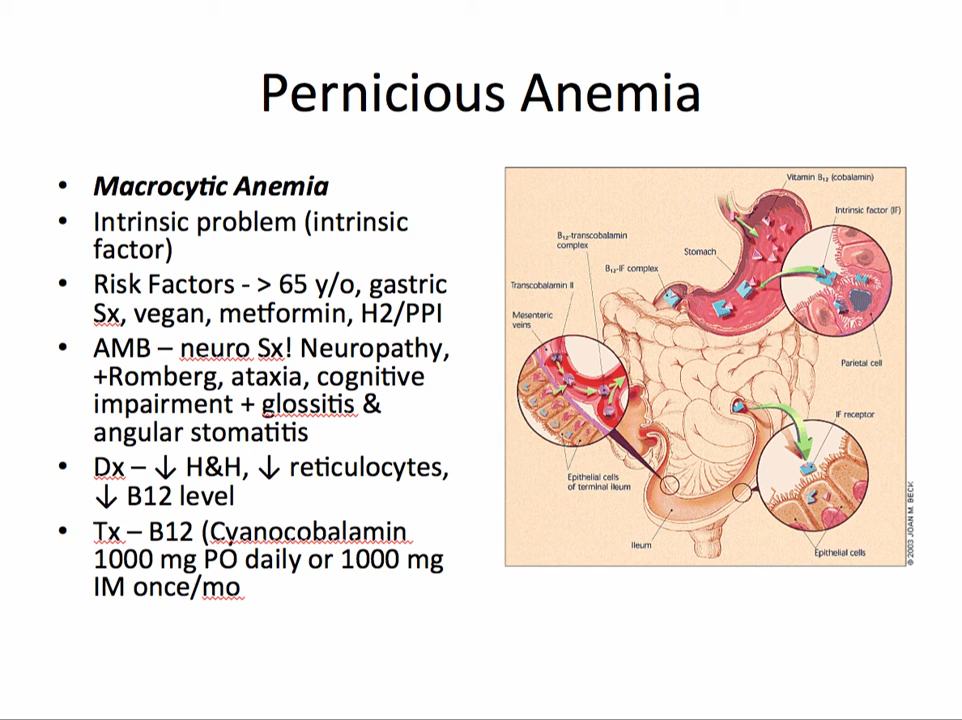 Pernicious Anemia
• Macrocytic Anemia
• Intrinsic problem (intrinsic
factor)
• Risk Factors - > 65 y/o, gastric
Sx, vegan, metformin, H2/PPI
• AMB – neuro Sx! Neuropathy,
+Romberg, ataxia, cognitive
impairment + glossitis &
angular stomatitis
• Dx – ↓ H&H, ↓ reticulocytes,
↓ B12 level
• Tx – B12 (Cyanocobalamin
1000 mg PO daily or 1000 mg
IM once/mo
Vitamin B₁₂ (cobalamin)
Intrinsic factor (IF)
B₁₂-transcobalamin
complex
Stomach
B₁₂-IF complex
Transcobalamin II
Mesenteric
veins
Parietal cell
IF receptor
Epithelial cells
of terminal ileum
Ileum
Epithelial cells
© 2003 JOAN M. BECK